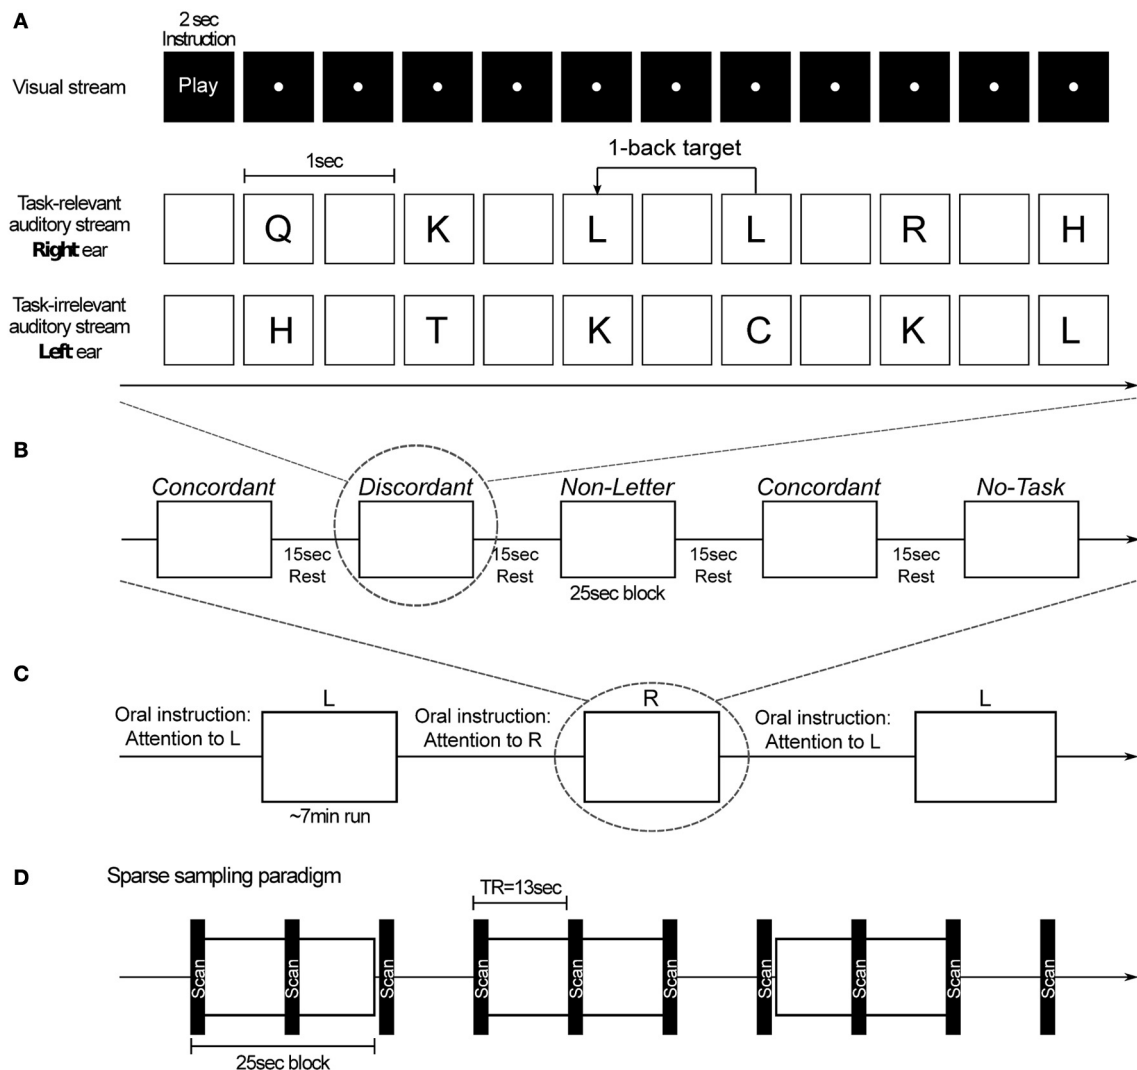 A
2 sec
Instruction
Visual stream
Play
1-back target
1sec
Task-relevant
auditory stream
Right ear
Q K L L R H
Task-irrelevant
auditory stream
Left ear
H T K C K L
B
Concordant Discordant Non-Letter Concordant No-Task
15sec 15sec 15sec 15sec
Rest Rest Rest Rest
25sec block
C
L R L
Oral instruction: Oral instruction: Oral instruction:
Attention to L Attention to R Attention to L
~7min run
D
Sparse sampling paradigm
TR=13sec
Scan Scan Scan Scan Scan Scan Scan Scan Scan Scan
25sec block